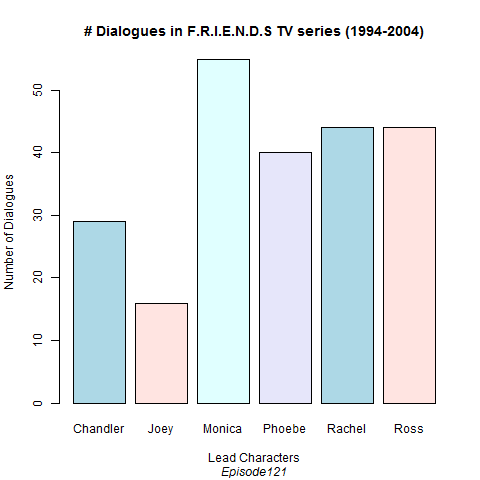 # Dialogues in F.R.I.E.N.D.S TV series (1994-2004)
Number of Dialogues
50
40
30
20
10
0
Chandler Joey Monica Phoebe Rachel Ross
Lead Characters
Episode121